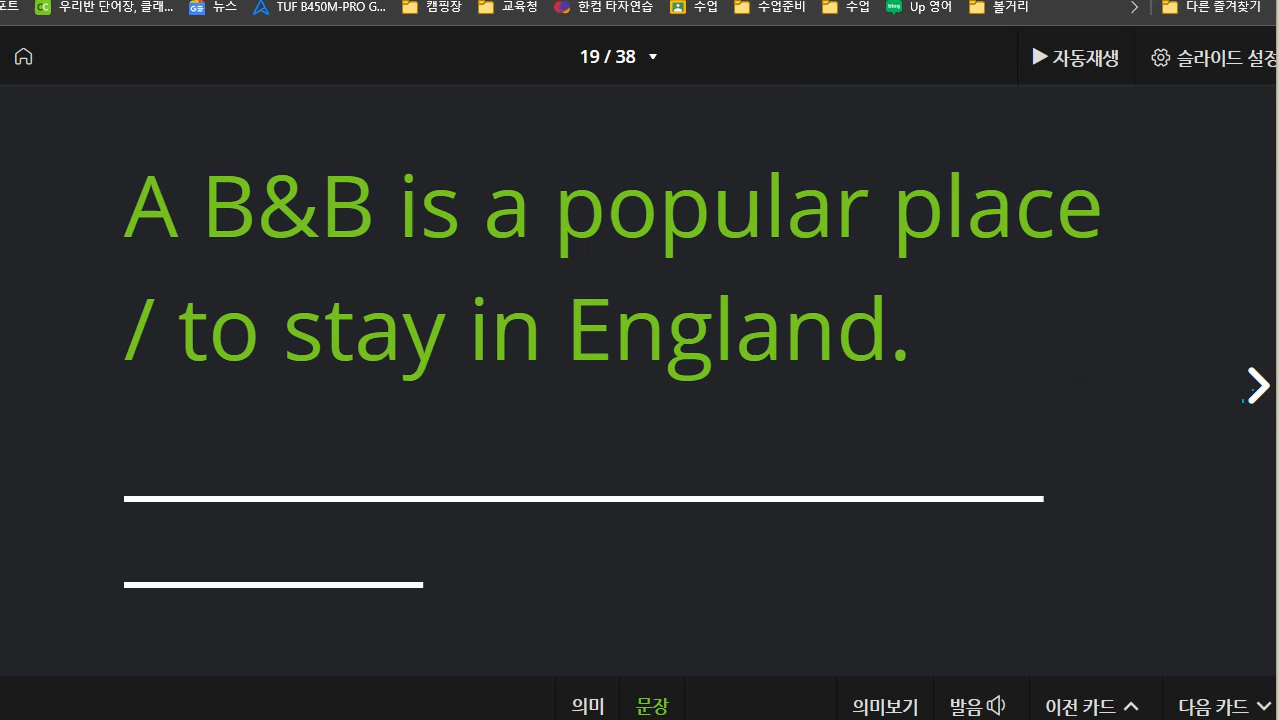 포트 우리반 단어장, 클래... 뉴스 TUF B450M-PRO G... 캠핑장 교육청 한컴 타자연습 수업 수업준비 수업 Up 영어 볼거리 다른 즐겨찾기
19 / 38 자동재생 슬라이드 설정
A B&B is a popular place
/ to stay in England.
의미 문장 의미보기 발음 이전 카드 다음 카드